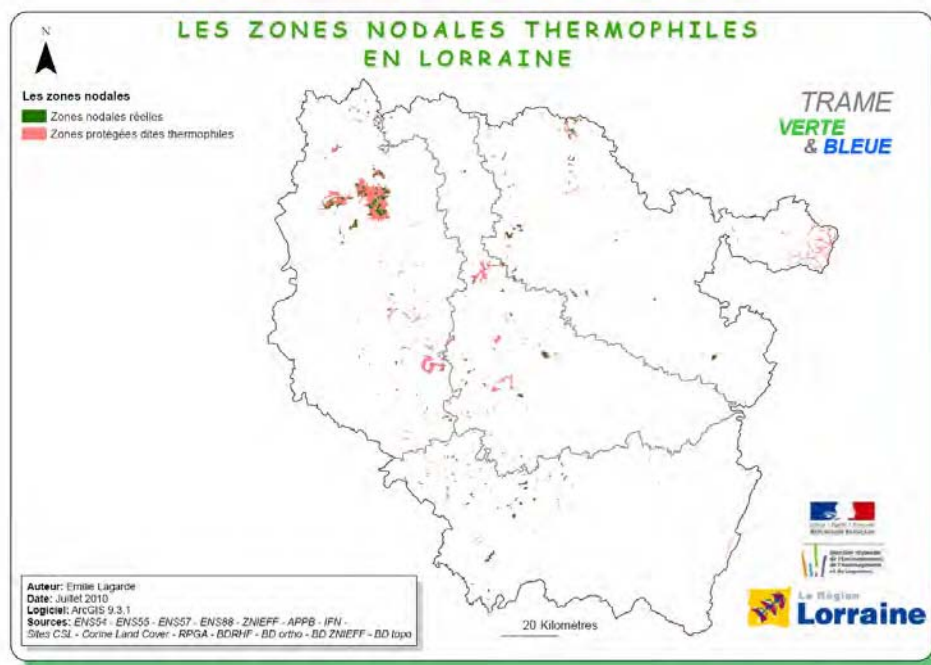 LES ZONES NODALES THERMOPHILES
EN LORRAINE
N
Les zones nodales
Zones nodales réelles
Zones protégées dites thermophiles
TRAME
VERTE
& BLEUE
Auteur: Emilie Lagarde
Date: Juillet 2010
Logiciel: ArcGIS 9.3.1
Sources: ENS54 - ENS55 - ENS57 - ENS88 - ZNIEFF - APPB - IFN -
Sites CSL - Corine Land Cover - RPGA - BDRHF - BD ortho - BD ZNIEFF - BD topo
20 Kilomètres
RÉPUBLIQUE FRANÇAISE
La Région
Lorraine